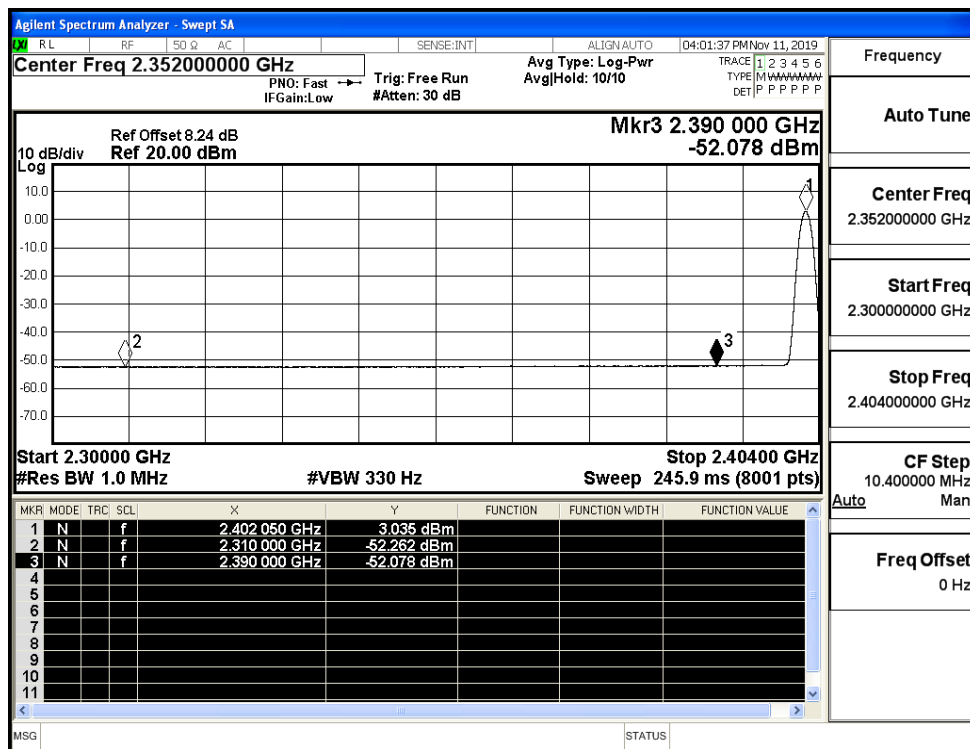 Agilent Spectrum Analyzer - Swept SA
LXI RL RF 50 Ω AC SENSE:INT ALIGN AUTO 04:01:37 PM Nov 11, 2019
Center Freq 2.352000000 GHz
PNO: Fast
IFGain:Low
Trig: Free Run
#Atten: 30 dB
Avg Type: Log-Pwr
Avg|Hold: 10/10
TRACE 1 2 3 4 5 6
TYPE M WWWWW
DET P P P P P P
Mkr3 2.390 000 GHz
-52.078 dBm
Ref Offset 8.24 dB
10 dB/div Ref 20.00 dBm
Log
10.0
0.00
-10.0
-20.0
-30.0
-40.0
-50.0
-60.0
-70.0
1
2
3
Start 2.30000 GHz Stop 2.40400 GHz
#Res BW 1.0 MHz #VBW 330 Hz Sweep 245.9 ms (8001 pts)
MKR MODE TRC SCL X Y FUNCTION FUNCTION WIDTH FUNCTION VALUE
1 N f 2.402 050 GHz 3.035 dBm
2 N f 2.310 000 GHz -52.262 dBm
3 N f 2.390 000 GHz -52.078 dBm
4
5
6
7
8
9
10
11
MSG STATUS
Frequency
Auto Tune
Center Freq
2.352000000 GHz
Start Freq
2.300000000 GHz
Stop Freq
2.404000000 GHz
CF Step
10.400000 MHz
Auto Man
Freq Offset
0 Hz